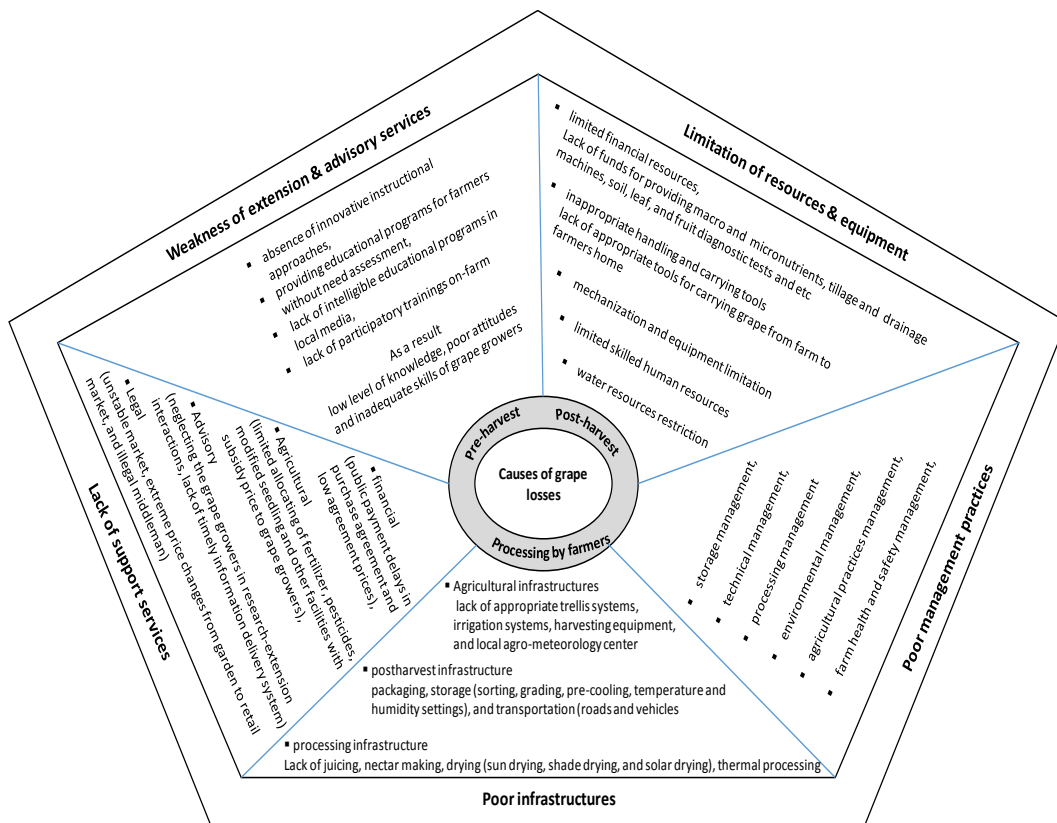 Weakness of extension & advisory services
▪ absence of innovative instructional
approaches,
▪ providing educational programs for farmers
without need assessment,
▪ lack of intelligible educational programs in
local media,
▪ lack of participatory trainings on-farm
As a result
low level of knowledge, poor attitudes
and inadequate skills of grape growers
Limitation of resources & equipment
▪ limited financial resources,
Lack of funds for providing macro and micronutrients, tillage and drainage
machines, soil, leaf, and fruit diagnostic tests and etc
▪ inappropriate handling and carrying tools
lack of appropriate tools for carrying grape from farm to
farmers home
▪ mechanization and equipment limitation
▪ limited skilled human resources
▪ water resources restriction
Pre-harvest
Post-harvest
Causes of grape
losses
Processing by farmers
Poor management practices
▪ storage management,
▪ technical management,
▪ processing management
▪ environmental management,
▪ agricultural practices management,
▪ farm health and safety management,
Lack of support services
▪ financial
(public payment delays in
purchase agreement and
low agreement prices),
▪ Agricultural
(limited allocating of fertilizer, pesticides,
modified seedling and other facilities with
subsidy price to grape growers),
▪ Advisory
(neglecting the grape growers in research-extension
interactions, lack of timely information delivery system)
▪ Legal
(unstable market, extreme price changes from garden to retail
market, and illegal middleman)
▪ Agricultural infrastructures
lack of appropriate trellis systems,
irrigation systems, harvesting equipment,
and local agro-meteorology center
▪ postharvest infrastructure
packaging, storage (sorting, grading, pre-cooling, temperature and
humidity settings), and transportation (roads and vehicles
▪ processing infrastructure
Lack of juicing, nectar making, drying (sun drying, shade drying, and solar drying), thermal processing
Poor infrastructures